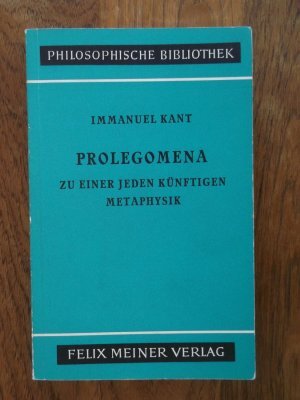 PHILOSOPHISCHE BIBLIOTHEK
IMMANUEL KANT
PROLEGOMENA
ZU EINER JEDEN KÜNFTIGEN
METAPHYSIK
FELIX MEINER VERLAG